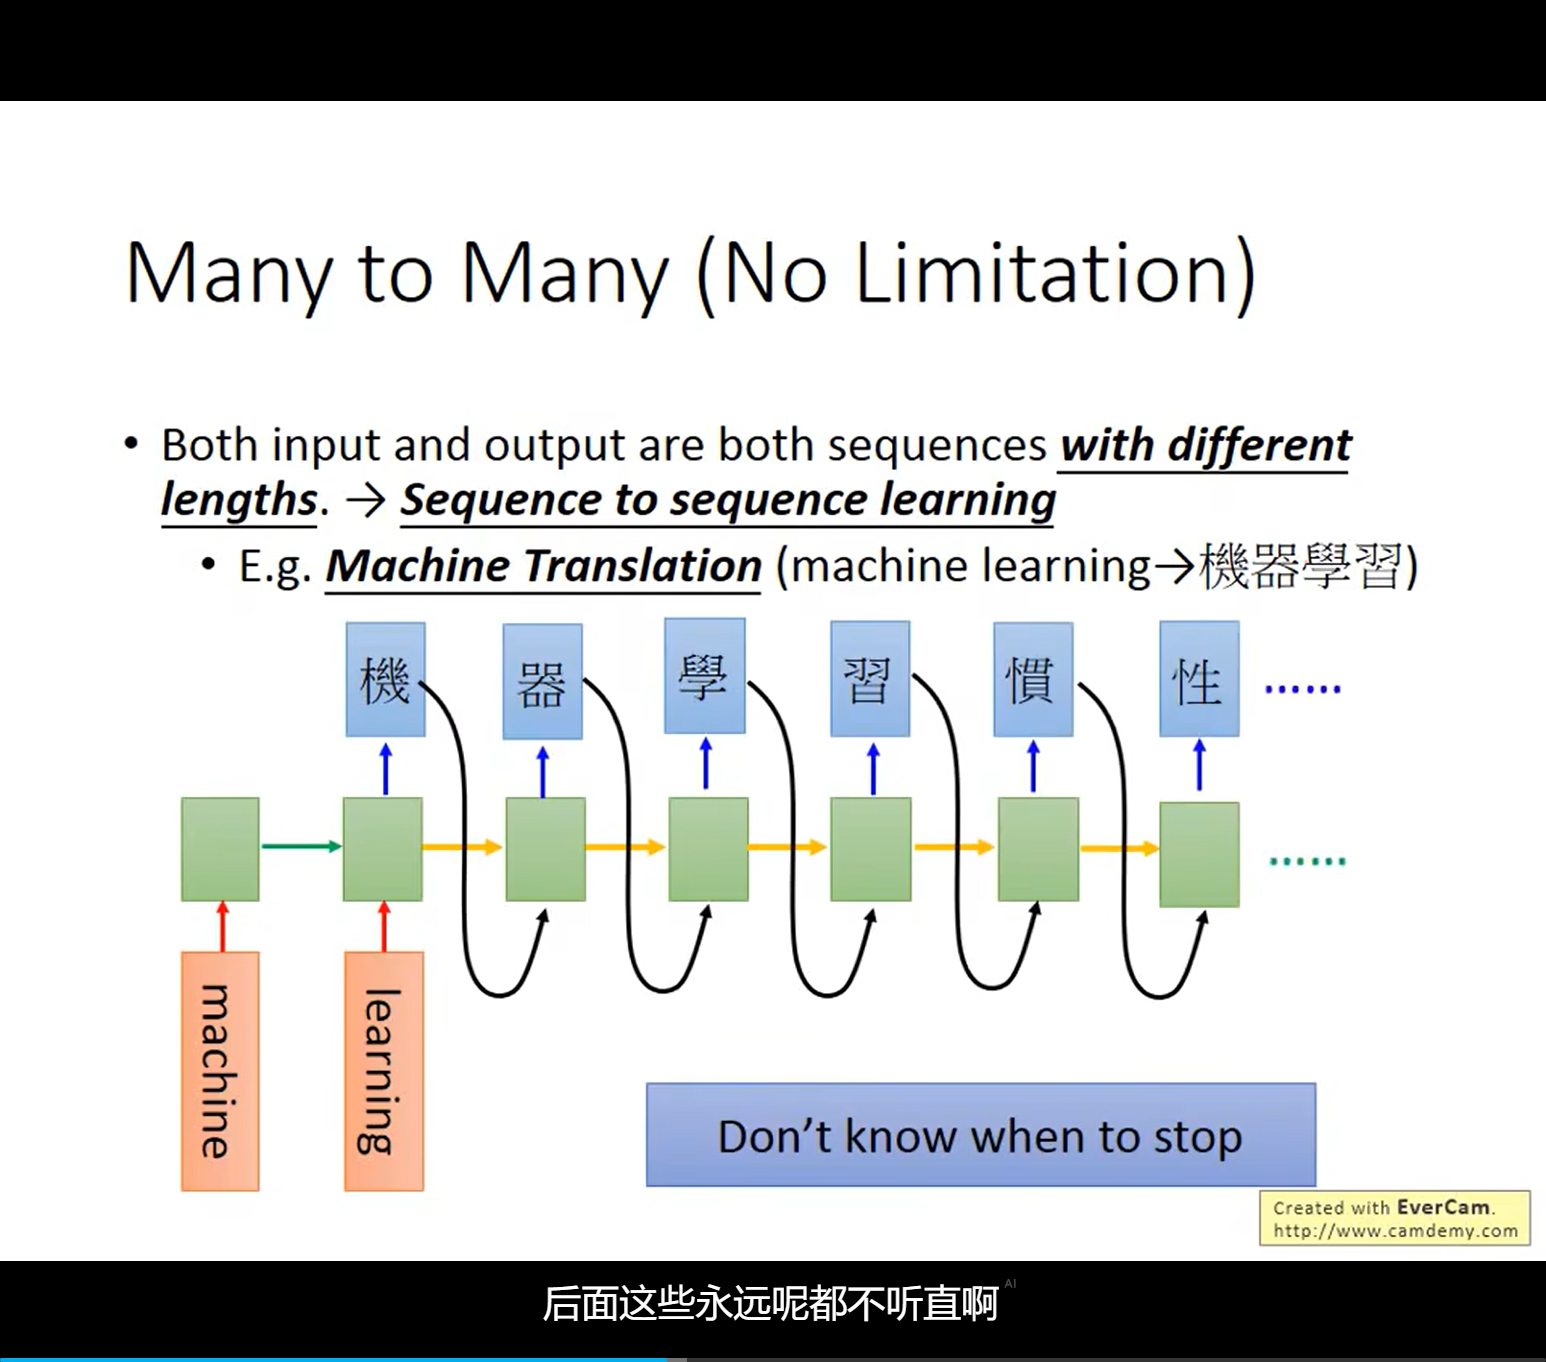 Many to Many (No Limitation)
• Both input and output are both sequences with different
lengths. → Sequence to sequence learning
• E.g. Machine Translation (machine learning→機器學習)
機 器 學 習 慣 性 ……
……
machine
learning
Don't know when to stop
Created with EverCam.
http://www.camdemy.com
后面这些永远呢都不听直啊
AI